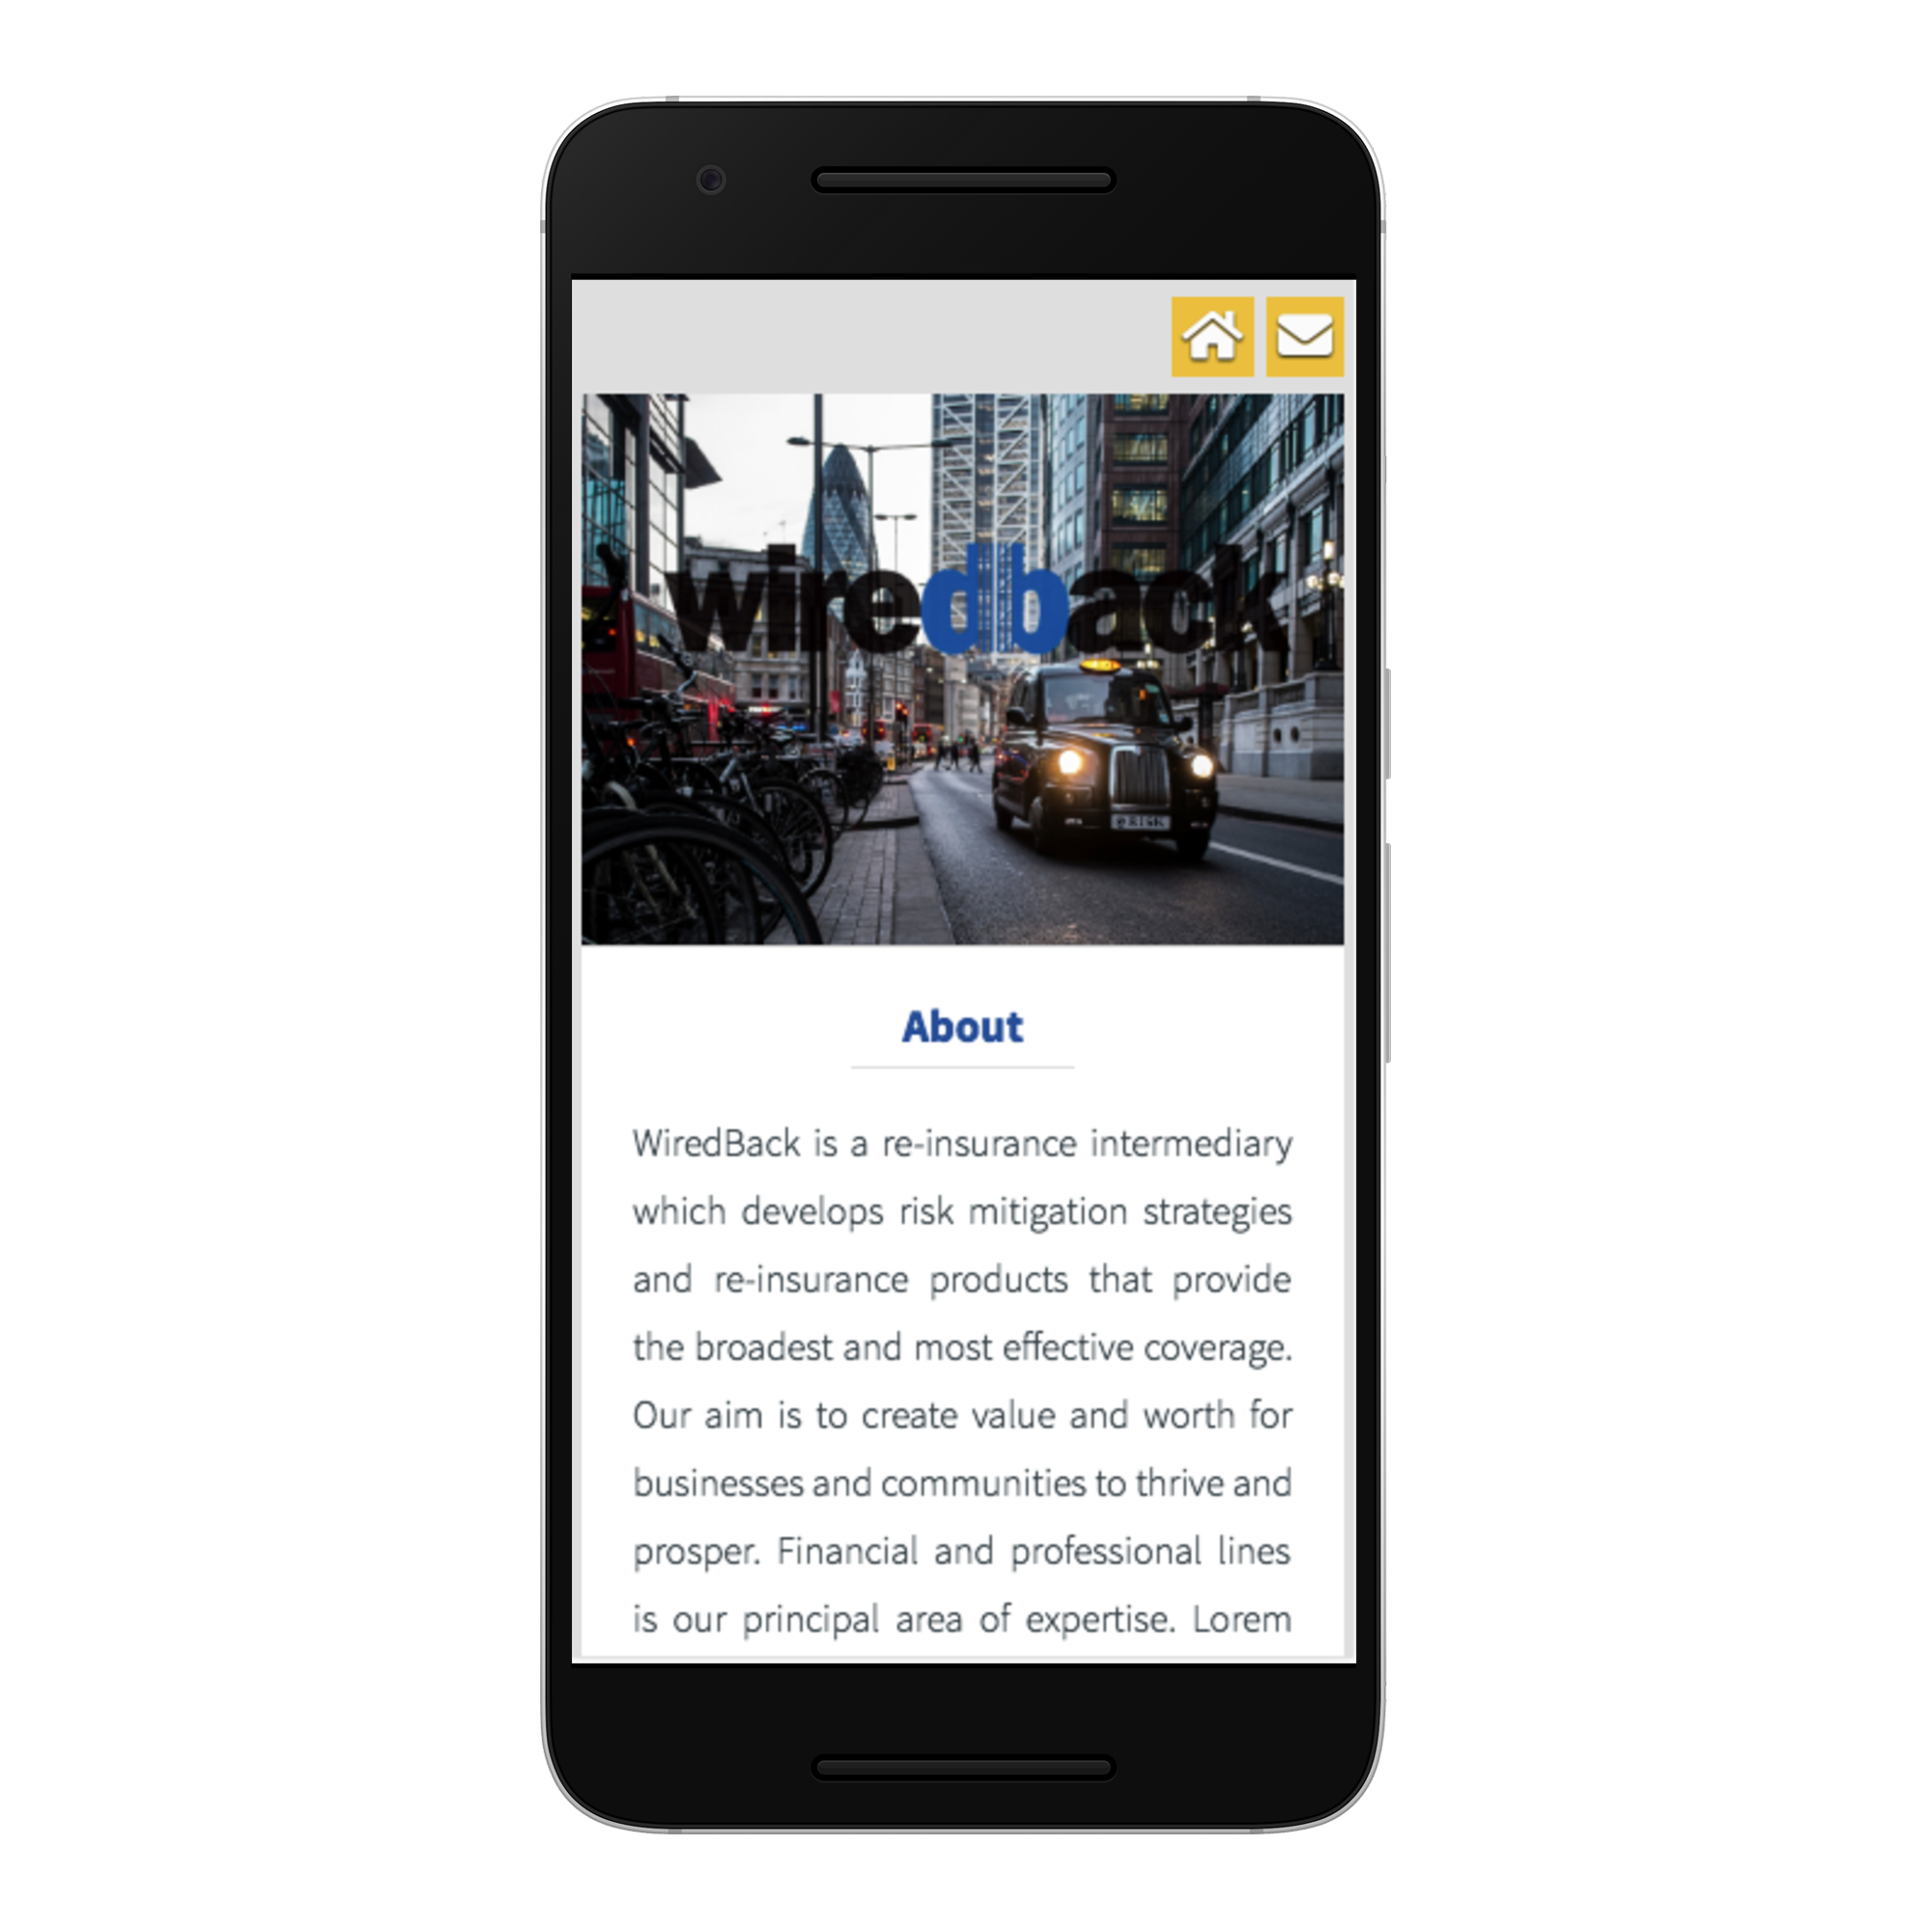 wiredback
About
WiredBack is a re-insurance intermediary
which develops risk mitigation strategies
and re-insurance products that provide
the broadest and most effective coverage.
Our aim is to create value and worth for
businesses and communities to thrive and
prosper. Financial and professional lines
is our principal area of expertise. Lorem